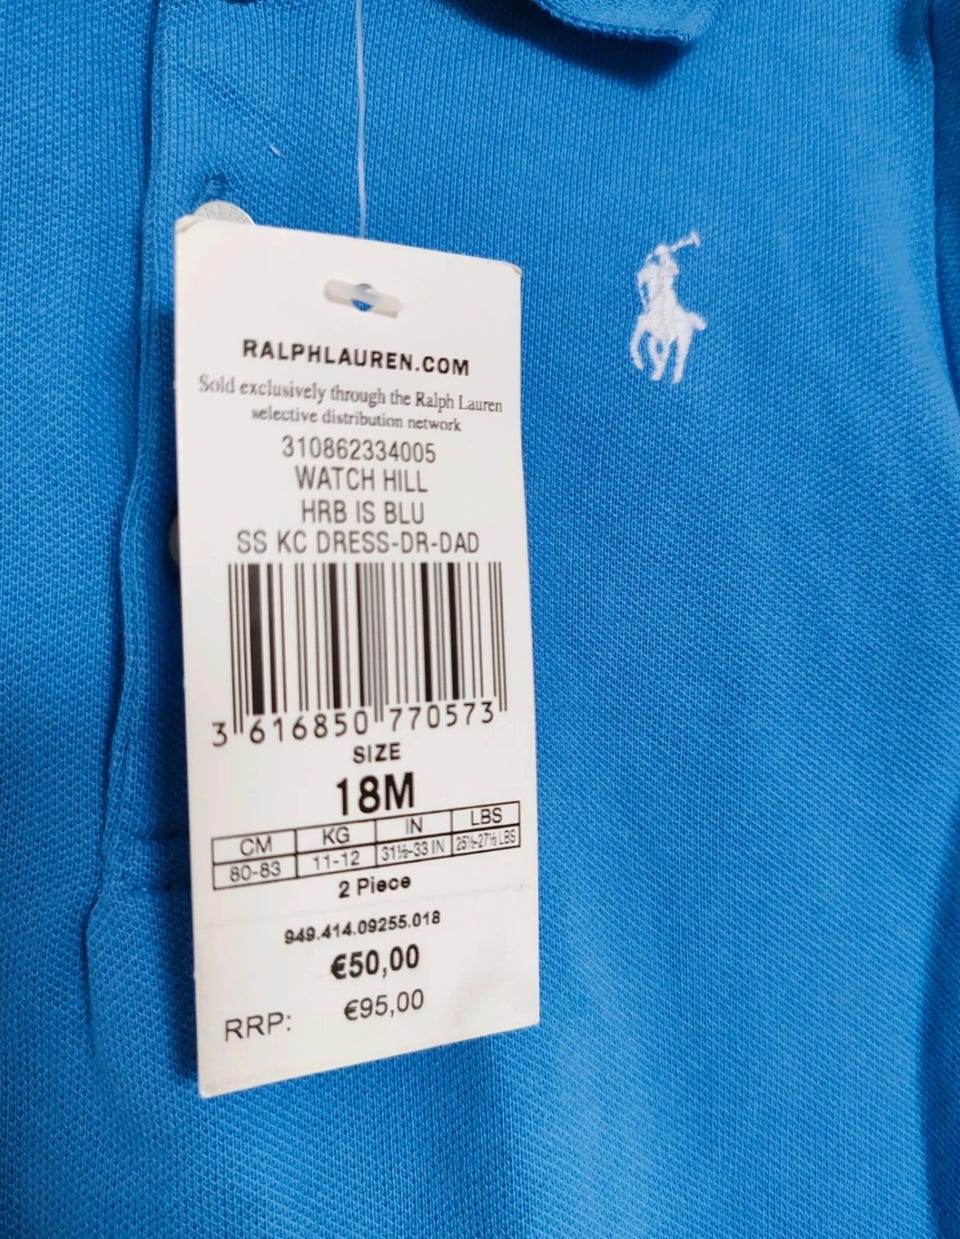 RALPHLAUREN.COM
Sold exclusively through the Ralph Lauren
selective distribution network
310862334005
WATCH HILL
HRB IS BLU
SS KC DRESS-DR-DAD
3 616850 770573
SIZE
18M
CM KG IN LBS
80-83 11-12 31½-33 IN 25½-27½ LBS
2 Piece
949.414.09255.018
€50,00
RRP: €95,00